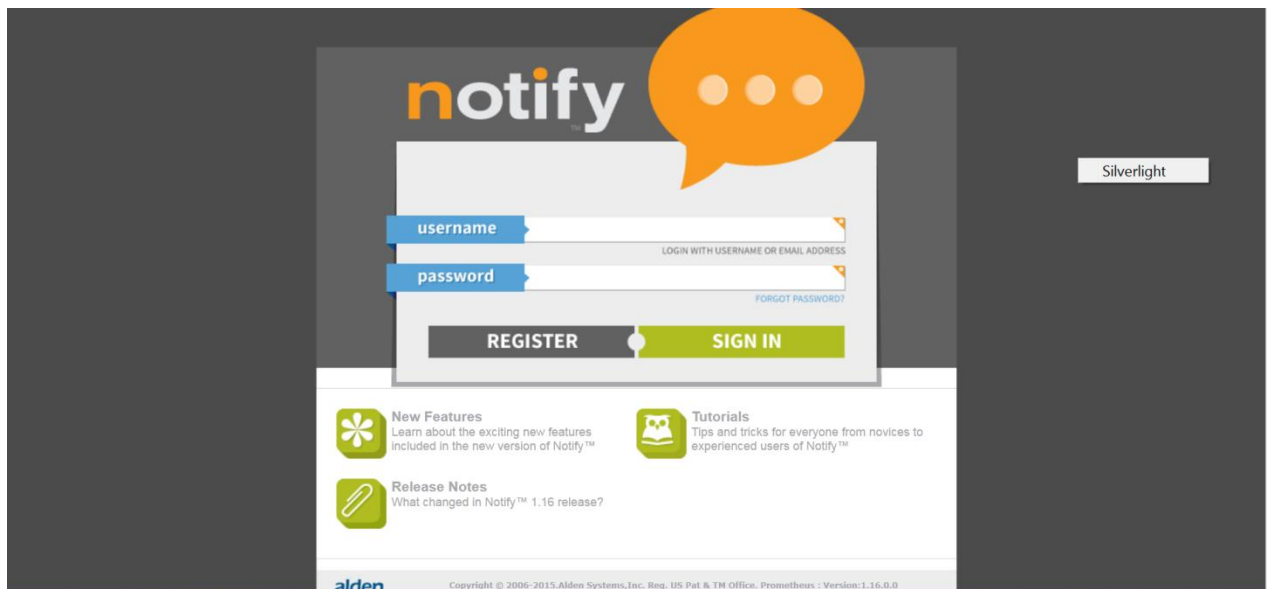 notify
TM
Silverlight
username
LOGIN WITH USERNAME OR EMAIL ADDRESS
password
FORGOT PASSWORD?
REGISTER
SIGN IN
New Features
Learn about the exciting new features
included in the new version of Notify™
Tutorials
Tips and tricks for everyone from novices to
experienced users of Notify™
Release Notes
What changed in Notify™ 1.16 release?
alden
Copyright © 2006-2015.Alden Systems,Inc. Reg. US Pat & TM Office. Prometheus : Version:1.16.0.0